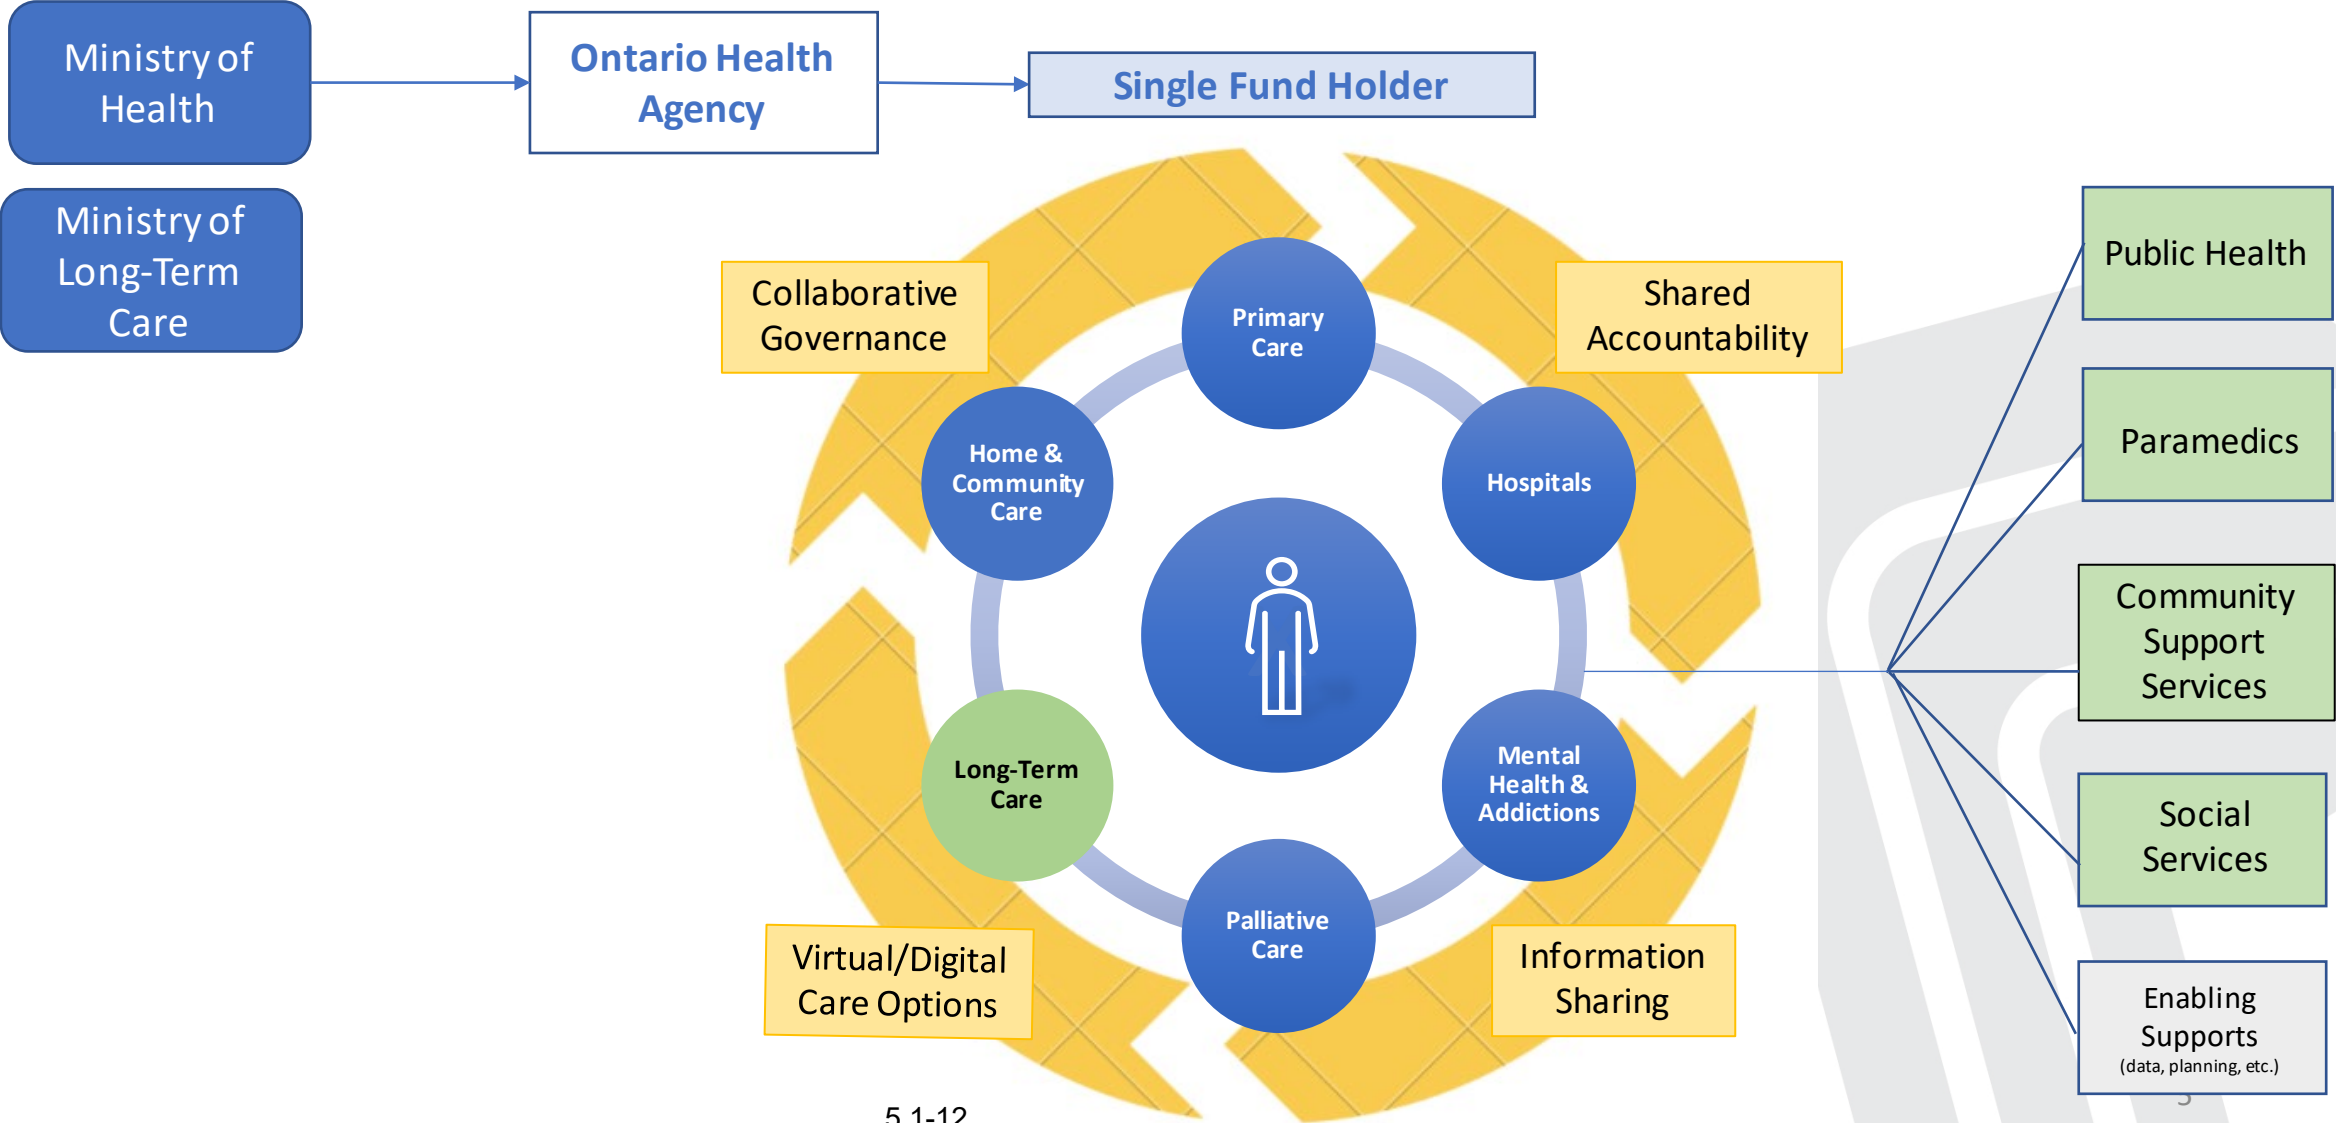 Ministry of
Health
Ontario Health
Agency
Single Fund Holder
Ministry of
Long-Term
Care
Collaborative
Governance
Shared
Accountability
Primary
Care
Home &
Community
Care
Hospitals
Long-Term
Care
Mental
Health &
Addictions
Palliative
Care
Virtual/Digital
Care Options
Information
Sharing
Public Health
Paramedics
Community
Support
Services
Social
Services
Enabling
Supports
(data, planning, etc.)
5.1-12